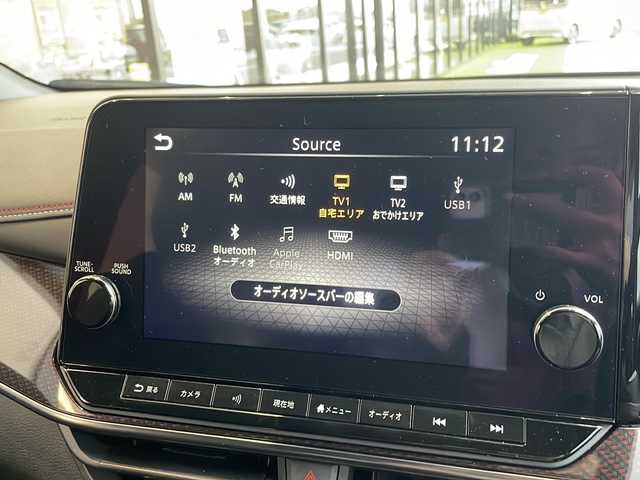 Source
11:12
AM
FM
交通情報
TV1
自宅エリア
TV2
おでかけエリア
USB1
USB2
Bluetooth
オーディオ
Apple
CarPlay
HDMI
オーディオソースバーの編集
TUNE·
SCROLL
PUSH
SOUND
VOL
戻る
カメラ
現在地
メニュー
オーディオ